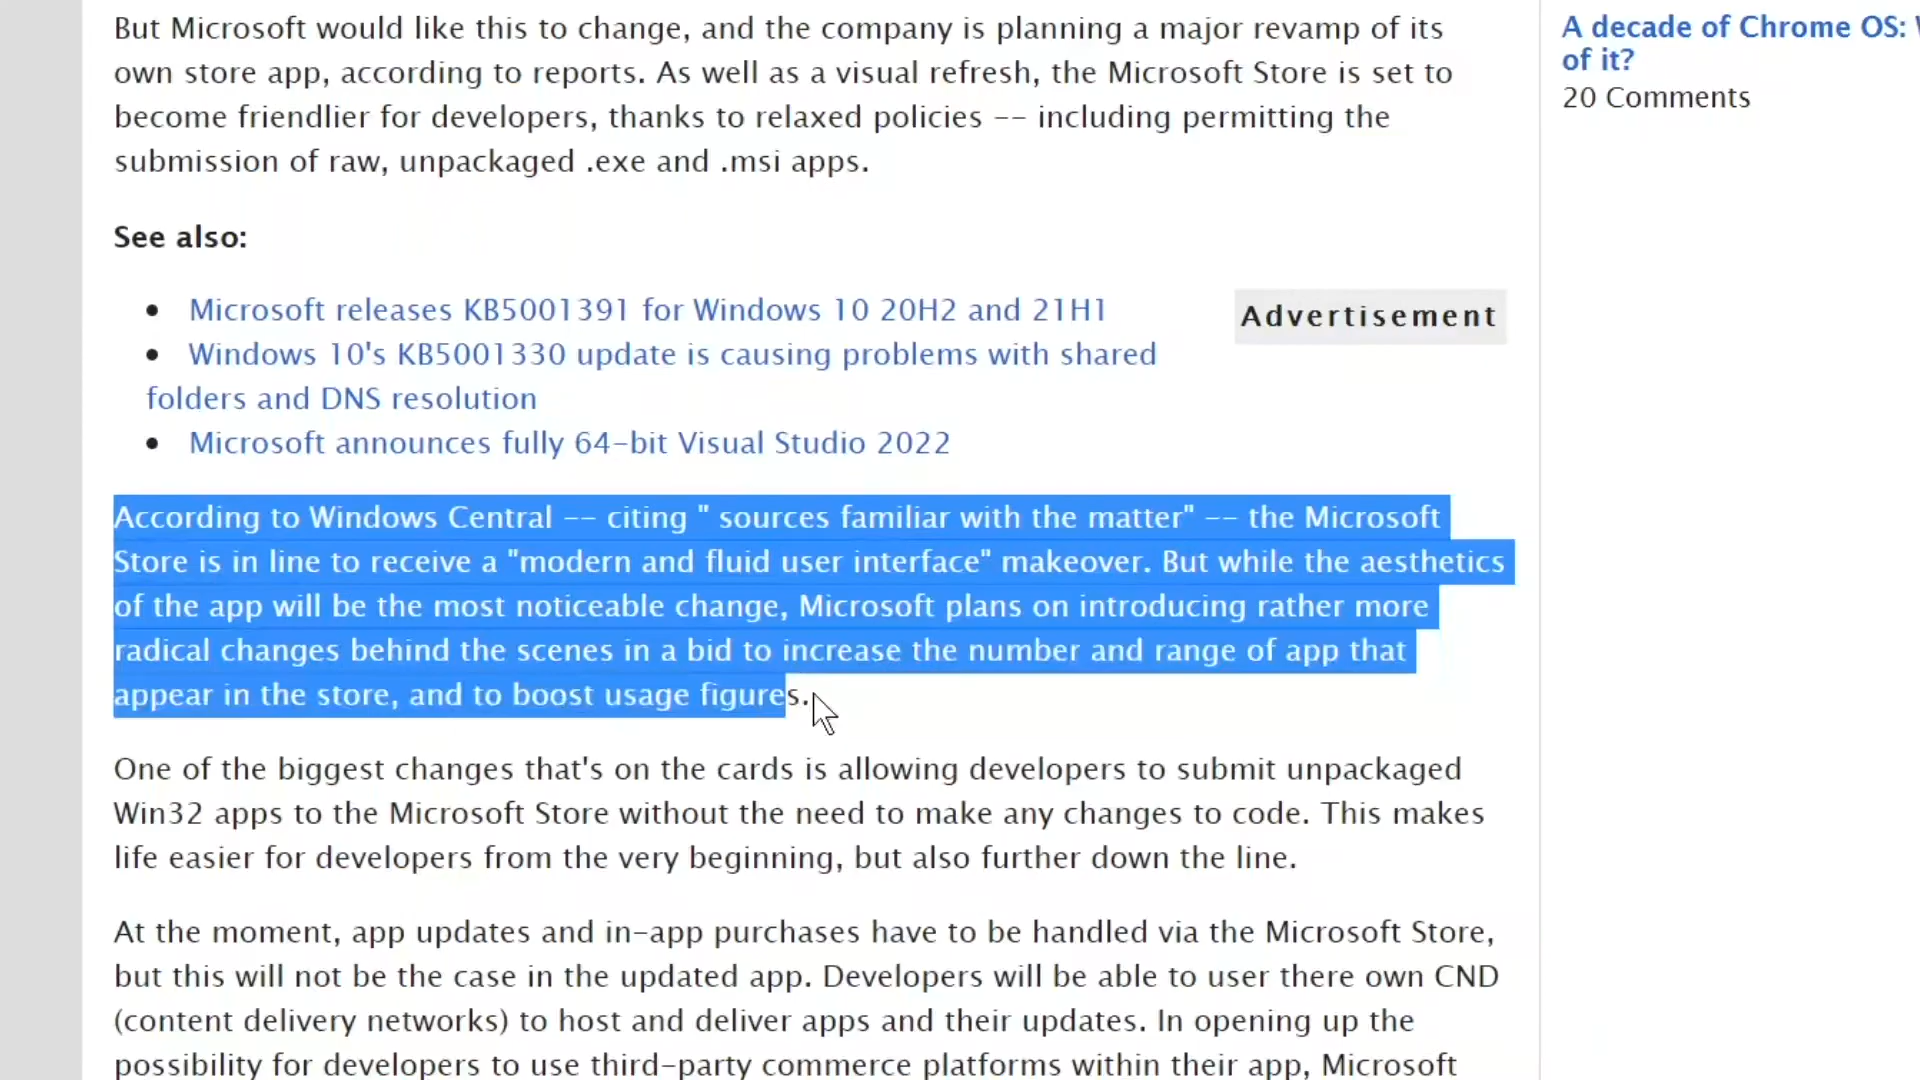 But Microsoft would like this to change, and the company is planning a major revamp of its
own store app, according to reports. As well as a visual refresh, the Microsoft Store is set to
become friendlier for developers, thanks to relaxed policies -- including permitting the
submission of raw, unpackaged .exe and .msi apps.
See also:
Microsoft releases KB5001391 for Windows 10 20H2 and 21H1
Windows 10's KB5001330 update is causing problems with shared
folders and DNS resolution
Microsoft announces fully 64-bit Visual Studio 2022
Advertisement
According to Windows Central -- citing " sources familiar with the matter" -- the Microsoft
Store is in line to receive a "modern and fluid user interface" makeover. But while the aesthetics
of the app will be the most noticeable change, Microsoft plans on introducing rather more
radical changes behind the scenes in a bid to increase the number and range of app that
appear in the store, and to boost usage figures.
One of the biggest changes that's on the cards is allowing developers to submit unpackaged
Win32 apps to the Microsoft Store without the need to make any changes to code. This makes
life easier for developers from the very beginning, but also further down the line.
At the moment, app updates and in-app purchases have to be handled via the Microsoft Store,
but this will not be the case in the updated app. Developers will be able to user there own CND
(content delivery networks) to host and deliver apps and their updates. In opening up the
possibility for developers to use third-party commerce platforms within their app, Microsoft
A decade of Chrome OS:
of it?
20 Comments